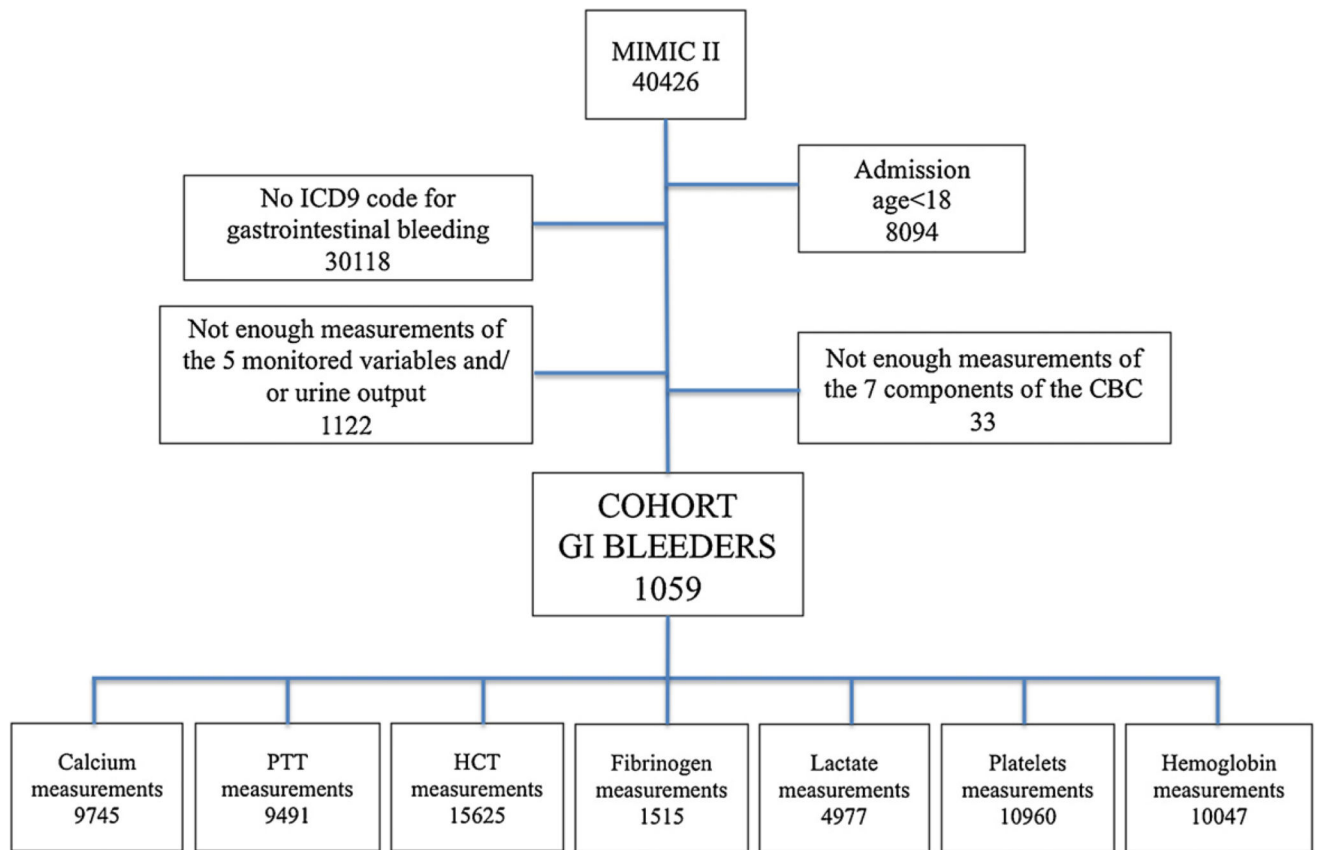 MIMIC II
40426
Admission
age<18
8094
No ICD9 code for
gastrointestinal bleeding
30118
Not enough measurements of
the 5 monitored variables and/
or urine output
1122
Not enough measurements of
the 7 components of the CBC
33
COHORT
GI BLEEDERS
1059
Calcium
measurements
9745
PTT
measurements
9491
HCT
measurements
15625
Fibrinogen
measurements
1515
Lactate
measurements
4977
Platelets
measurements
10960
Hemoglobin
measurements
10047